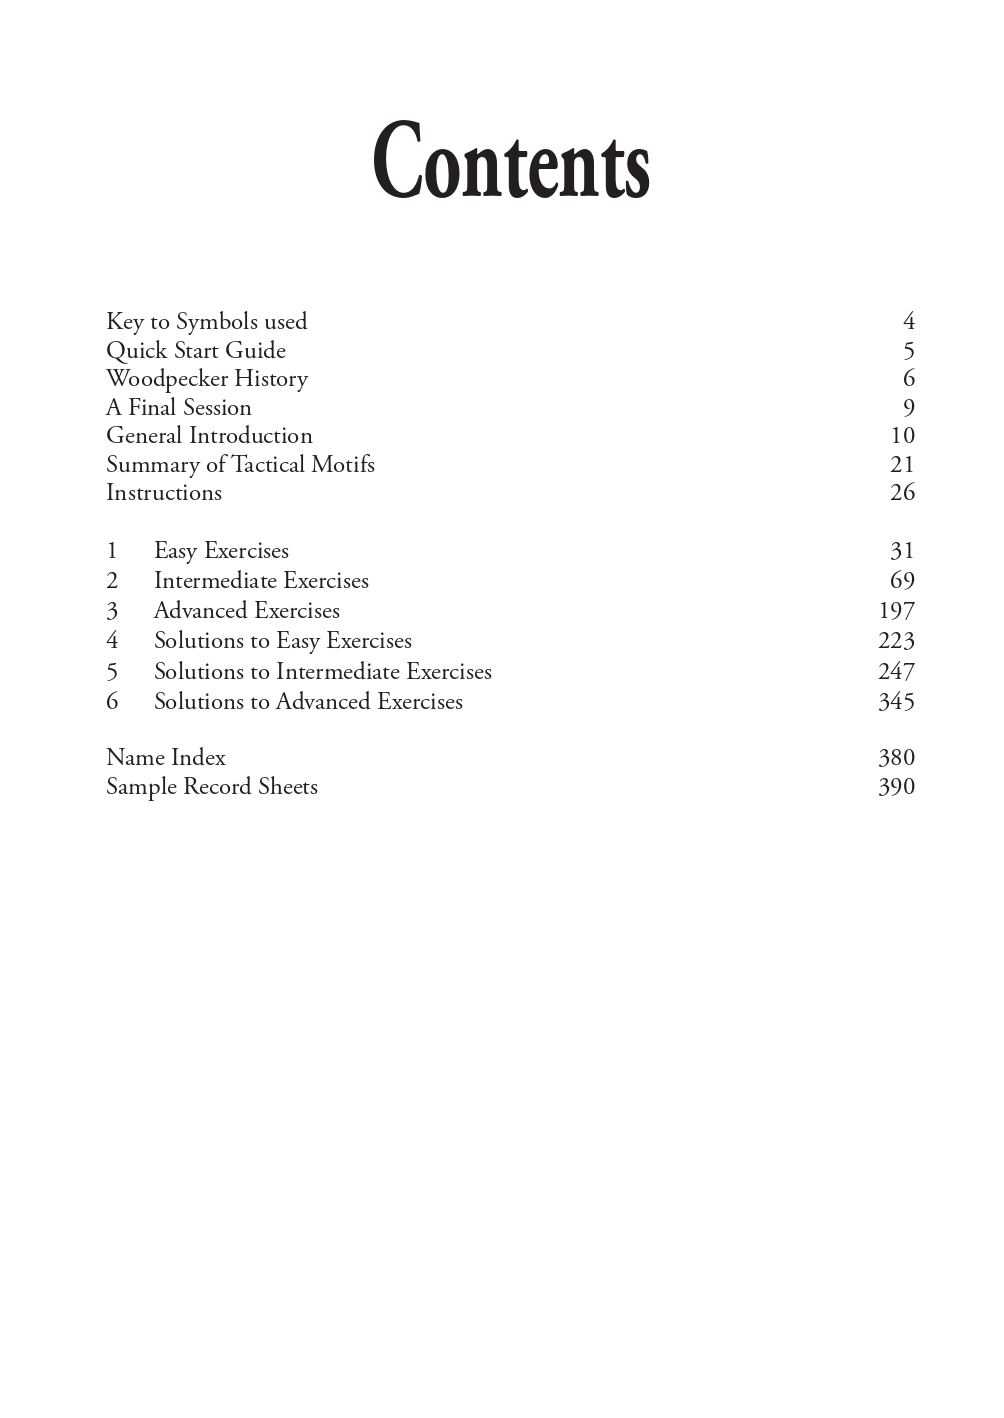 Contents
Key to Symbols used 4
Quick Start Guide 5
Woodpecker History 6
A Final Session 9
General Introduction 10
Summary of Tactical Motifs 21
Instructions 26
1 Easy Exercises 31
2 Intermediate Exercises 69
3 Advanced Exercises 197
4 Solutions to Easy Exercises 223
5 Solutions to Intermediate Exercises 247
6 Solutions to Advanced Exercises 345
Name Index 380
Sample Record Sheets 390